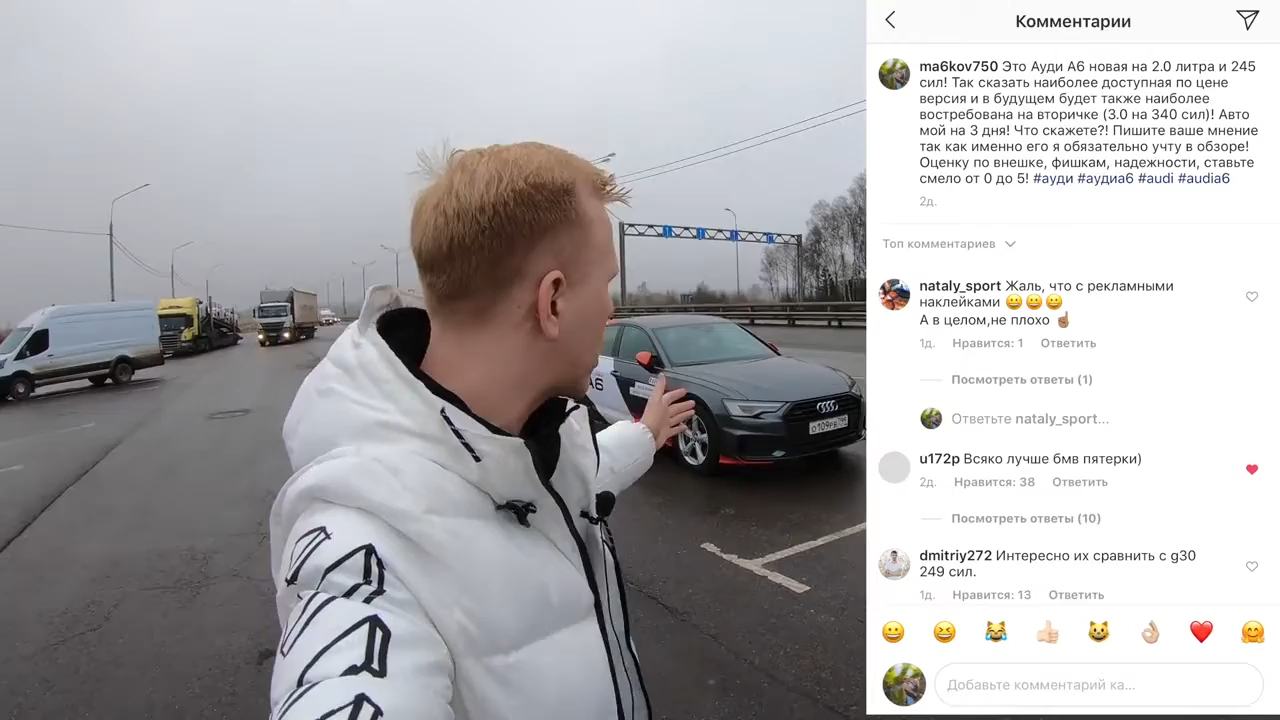 A6
О109РВ 799
Комментарии
ma6kov750 Это Ауди А6 новая на 2.0 литра и 245
сил! Так сказать наиболее доступная по цене
версия и в будущем будет также наиболее
востребована на вторичке (3.0 на 340 сил)! Авто
мой на 3 дня! Что скажете?! Пишите ваше мнение
так как именно его я обязательно учту в обзоре!
Оценку по внешке, фишкам, надежности, ставьте
смело от 0 до 5! #ауди #аудиа6 #audi #audia6
2д.
Топ комментариев
nataly_sport Жаль, что с рекламными
наклейками 😀😀😀
А в целом,не плохо ☝🏽
1д. Нравится: 1 Ответить
Посмотреть ответы (1)
Ответьте nataly_sport...
u172p Всяко лучше бмв пятерки)
2д. Нравится: 38 Ответить
Посмотреть ответы (10)
dmitriy272 Интересно их сравнить с g30
249 сил.
1д. Нравится: 13 Ответить
Добавьте комментарий ка...